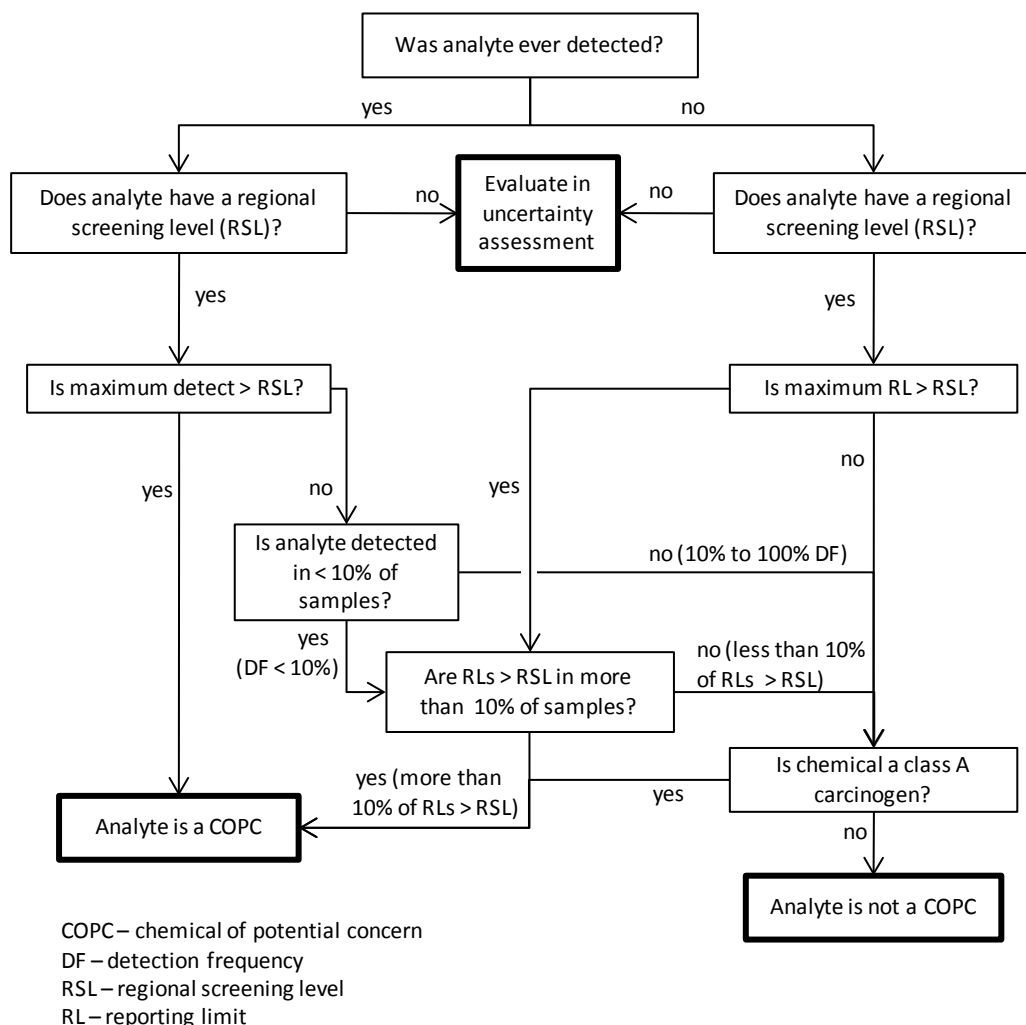 Was analyte ever detected?
yes
no
Does analyte have a regional
screening level (RSL)?
no
Evaluate in
uncertainty
assessment
no
Does analyte have a regional
screening level (RSL)?
yes
yes
Is maximum detect > RSL?
Is maximum RL > RSL?
yes
no
yes
no
Is analyte detected
in < 10% of
samples?
no (10% to 100% DF)
yes
(DF < 10%)
Are RLs > RSL in more
than 10% of samples?
no (less than 10%
of RLs > RSL)
yes (more than
10% of RLs > RSL)
yes
Is chemical a class A
carcinogen?
Analyte is a COPC
no
Analyte is not a COPC
COPC – chemical of potential concern
DF – detection frequency
RSL – regional screening level
RL – reporting limit